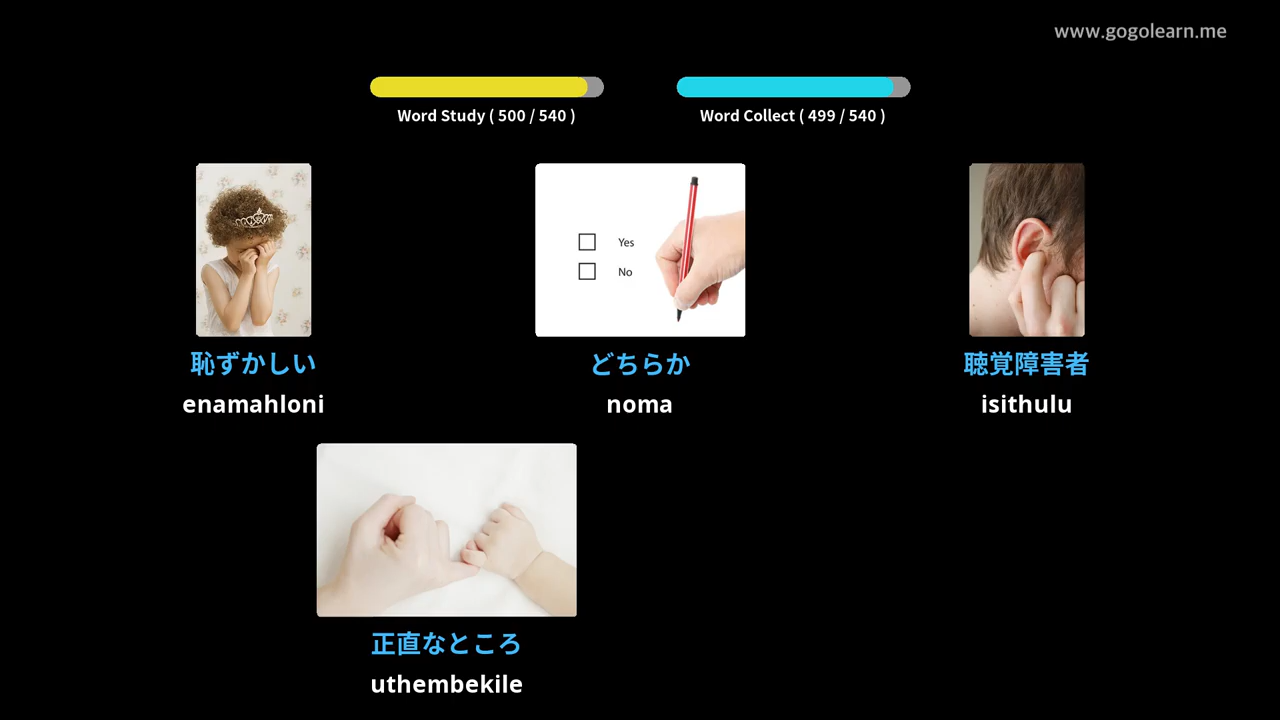 www.gogolearn.me
Word Study ( 500 / 540 )
Word Collect ( 499 / 540 )
Yes
No
恥ずかしい
enamahloni
どちらか
noma
聴覚障害者
isithulu
正直なところ
uthembekile